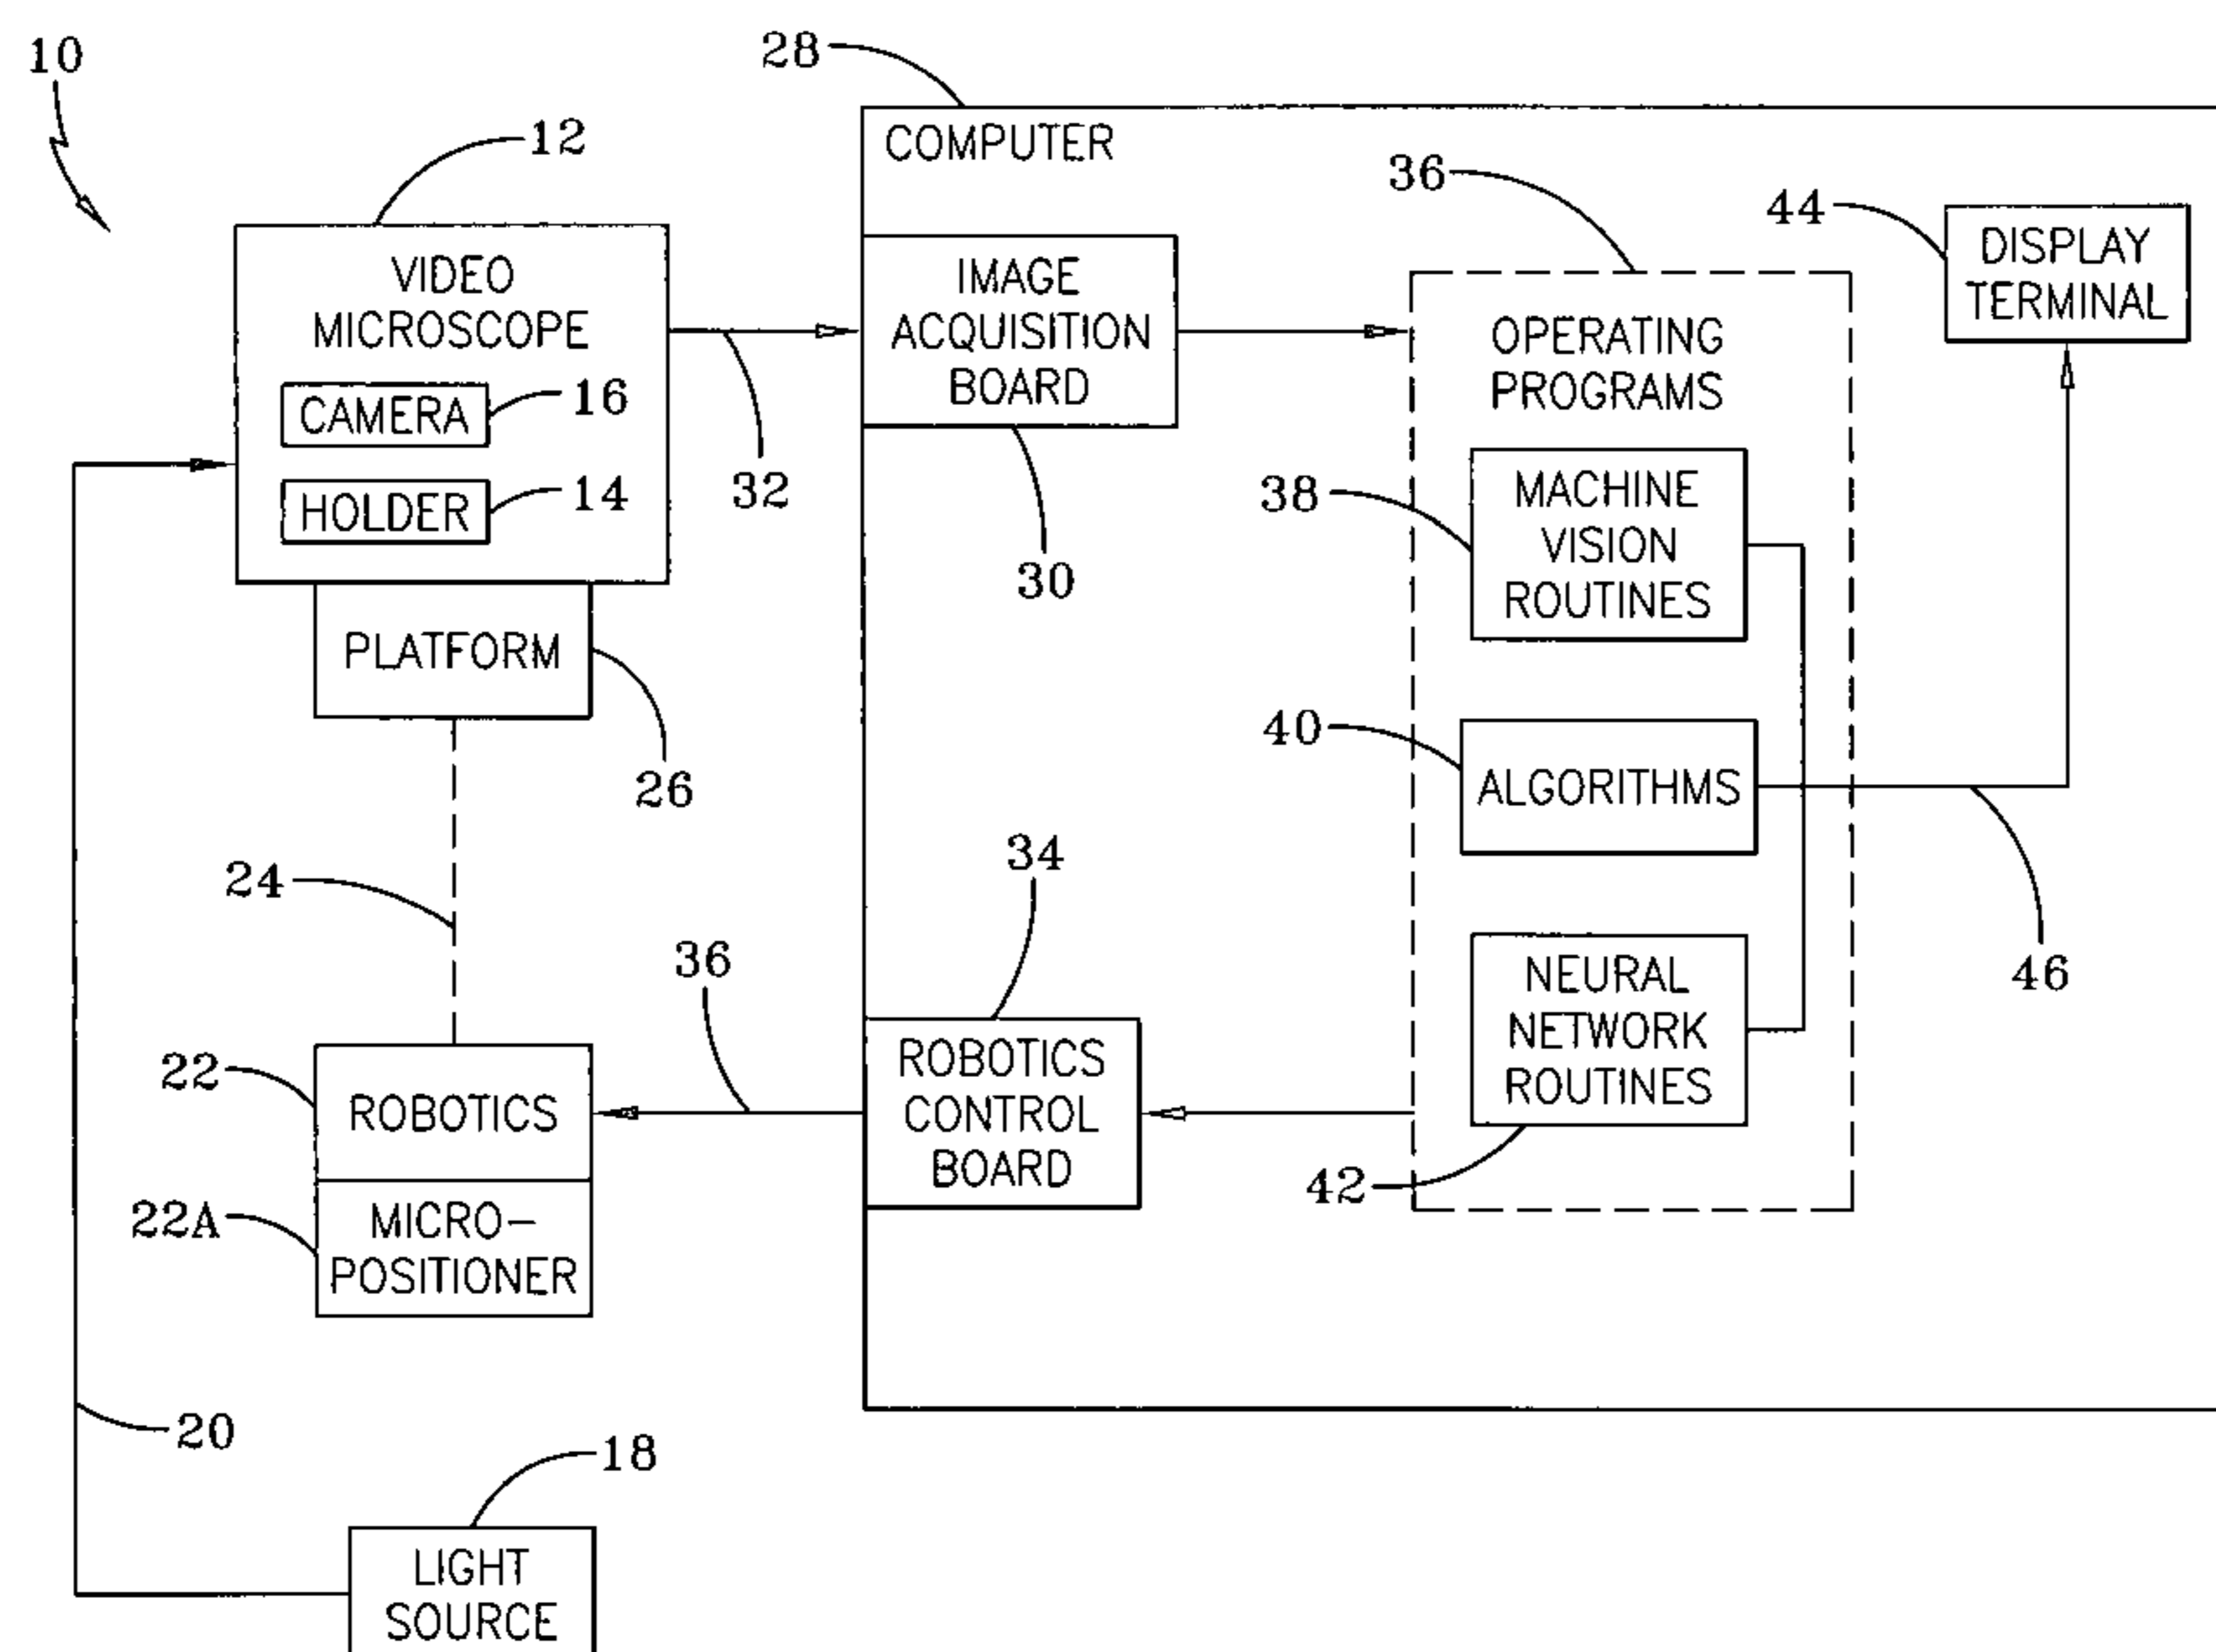 10
28
COMPUTER
12
36
44
DISPLAY
TERMINAL
VIDEO
MICROSCOPE
CAMERA
16
HOLDER
14
32
IMAGE
ACQUISITION
BOARD
30
OPERATING
PROGRAMS
38
MACHINE
VISION
ROUTINES
PLATFORM
26
40
ALGORITHMS
46
24
34
36
22
ROBOTICS
22A
MICRO-
POSITIONER
ROBOTICS
CONTROL
BOARD
NEURAL
NETWORK
ROUTINES
42
20
18
LIGHT
SOURCE